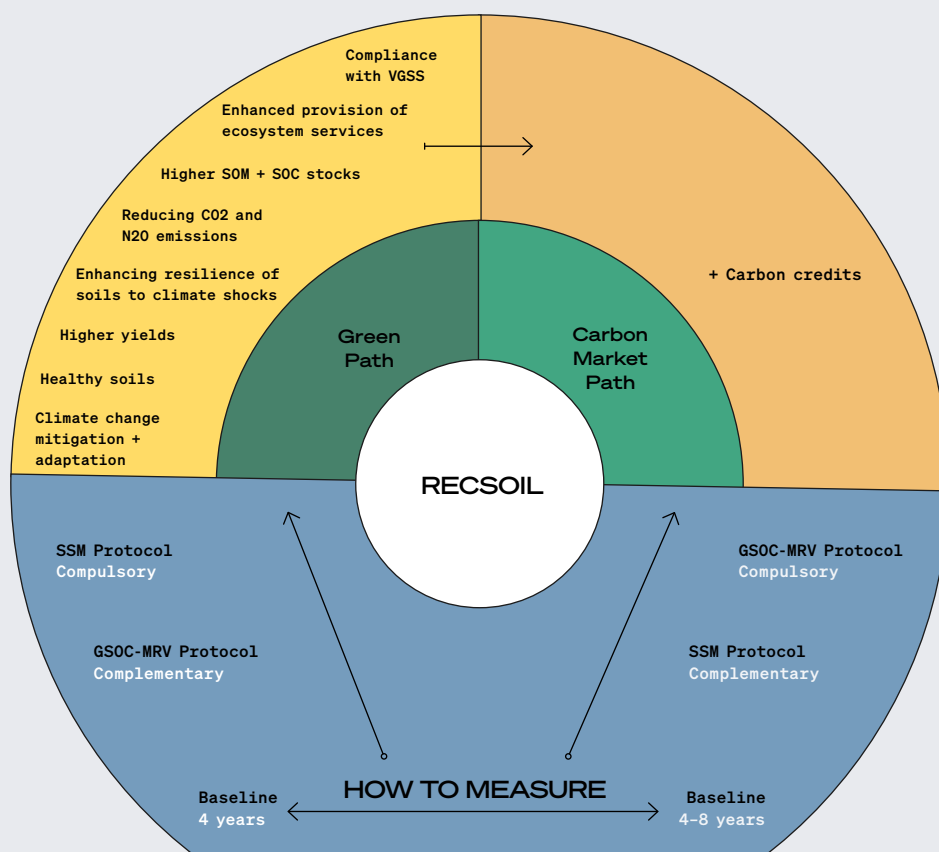 Compliance
with VGSS
Enhanced provision of
ecosystem services
Higher SOM + SOC stocks
Reducing CO2 and
N2O emissions
Enhancing resilience of
soils to climate shocks
Higher yields
Healthy soils
Climate change
mitigation +
adaptation
+ Carbon credits
Green
Path
Carbon
Market
Path
RECSOIL
SSM Protocol
Compulsory
GSOC-MRV Protocol
Complementary
GSOC-MRV Protocol
Compulsory
SSM Protocol
Complementary
HOW TO MEASURE
Baseline
4 years
Baseline
4-8 years